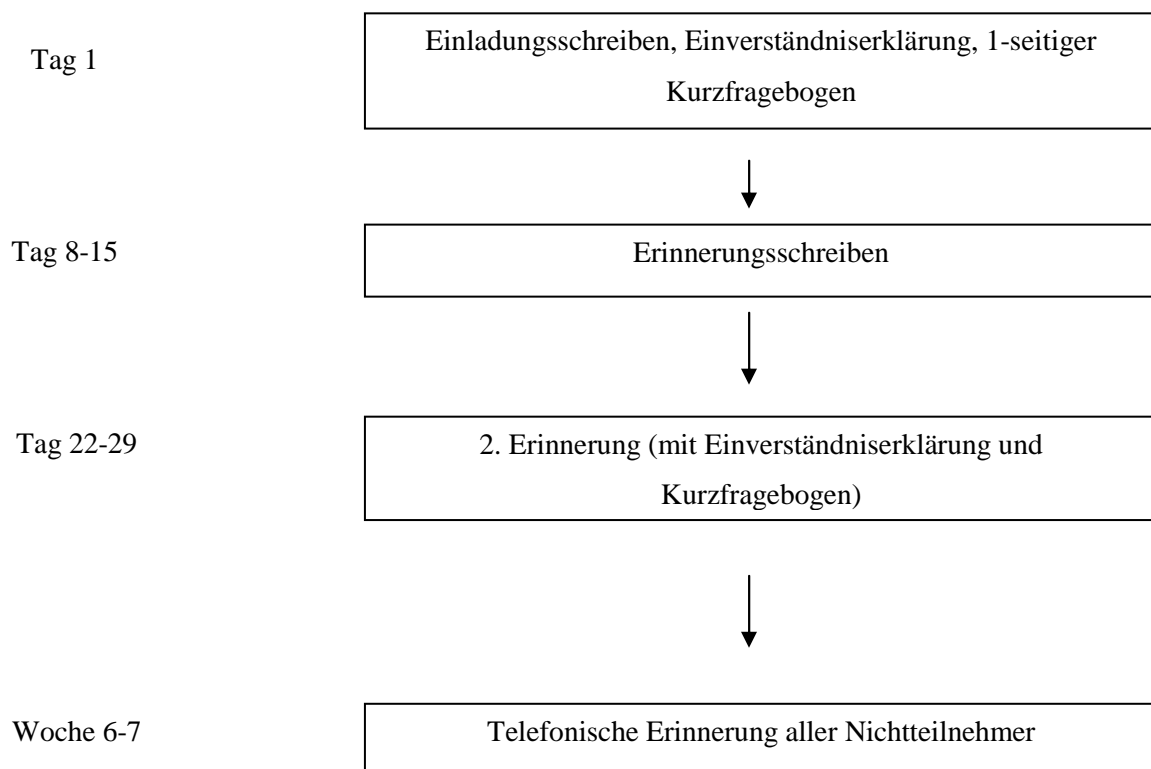 Tag 1
Einladungsschreiben, Einverständniserklärung, 1-seitiger
Kurzfragebogen
Tag 8-15
Erinnerungsschreiben
Tag 22-29
2. Erinnerung (mit Einverständniserklärung und
Kurzfragebogen)
Woche 6-7
Telefonische Erinnerung aller Nichtteilnehmer